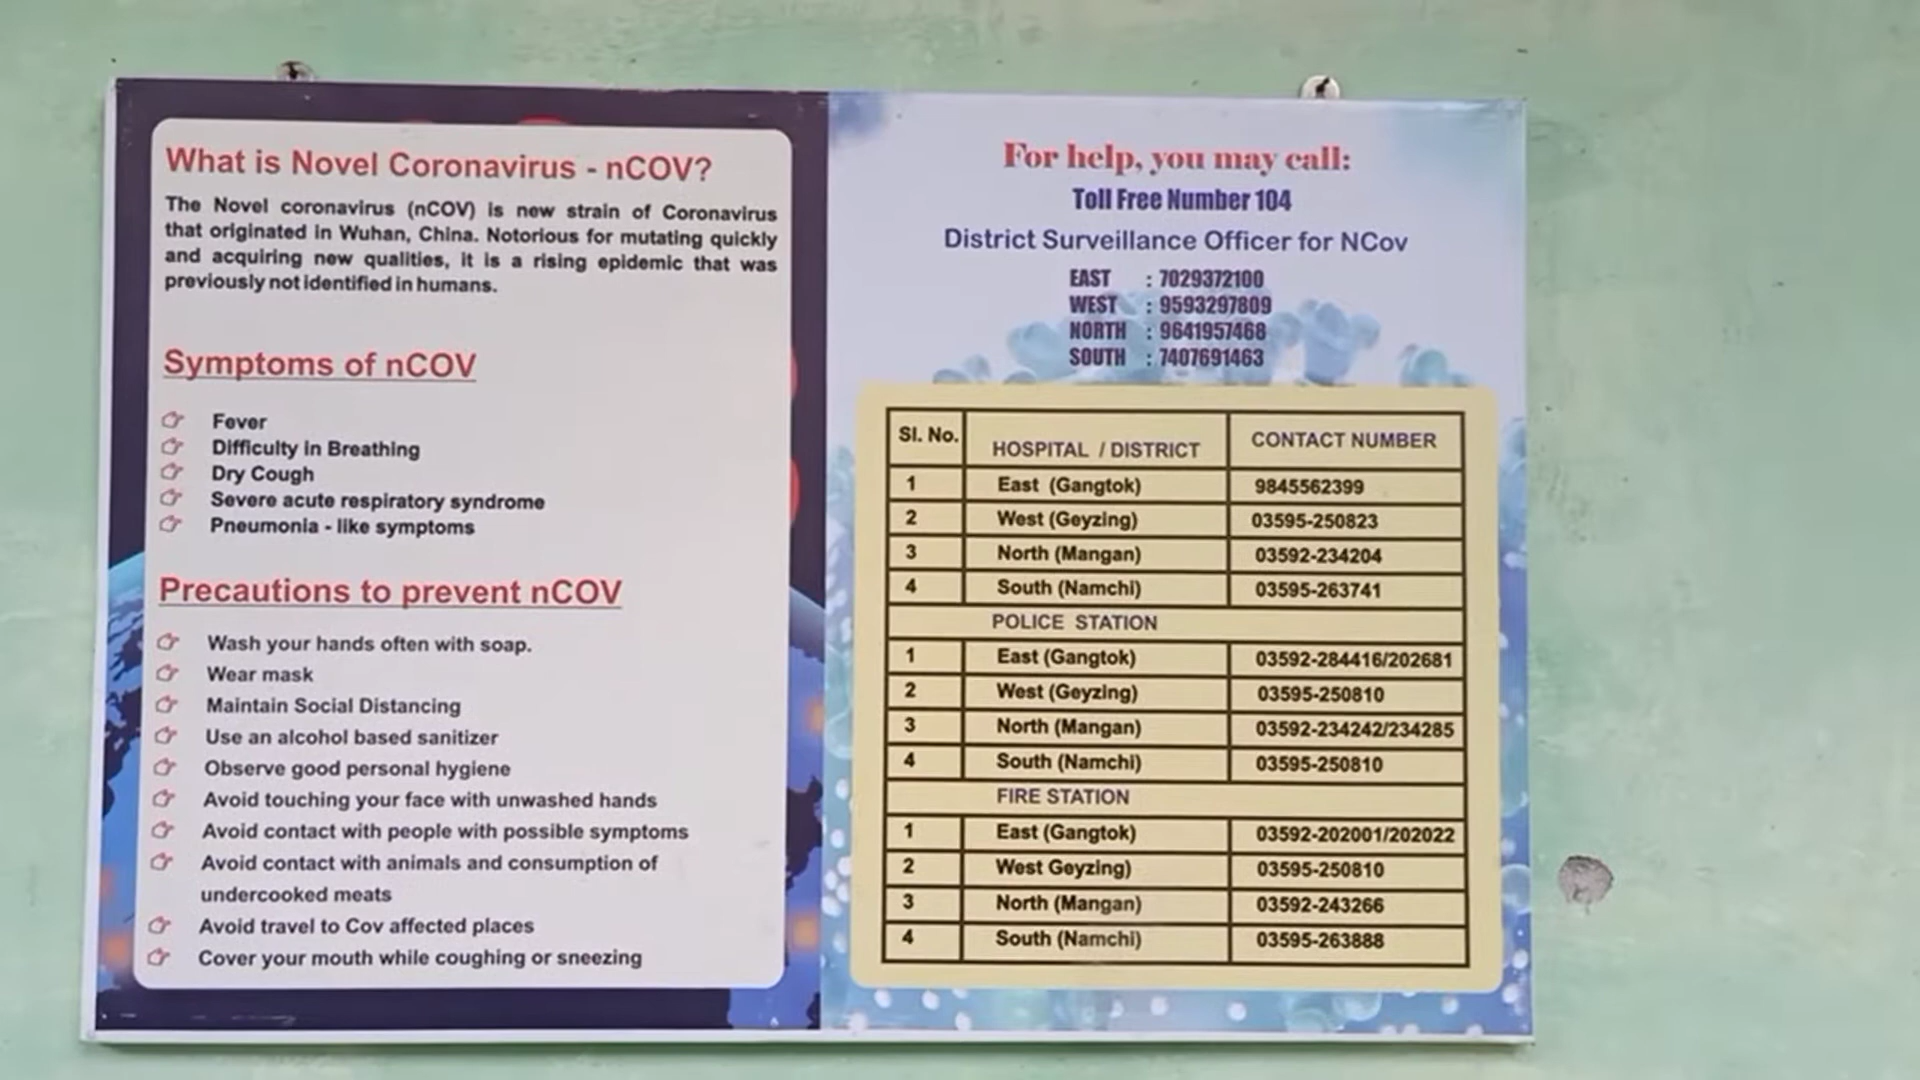 What is Novel Coronavirus - nCOV?
The Novel coronavirus (nCOV) is new strain of Coronavirus
that originated in Wuhan, China. Notorious for mutating quickly
and acquiring new qualities, it is a rising epidemic that was
previously not identified in humans.
Symptoms of nCOV
Fever
Difficulty in Breathing
Dry Cough
Severe acute respiratory syndrome
Pneumonia - like symptoms
Precautions to prevent nCOV
Wash your hands often with soap.
Wear mask
Maintain Social Distancing
Use an alcohol based sanitizer
Observe good personal hygiene
Avoid touching your face with unwashed hands
Avoid contact with people with possible symptoms
Avoid contact with animals and consumption of
undercooked meats
Avoid travel to Cov affected places
Cover your mouth while coughing or sneezing
For help, you may call:
Toll Free Number 104
District Surveillance Officer for NCov
EAST : 7029372100
WEST : 9593297809
NORTH : 9641957468
SOUTH : 7407691463
Sl. No. HOSPITAL / DISTRICT CONTACT NUMBER
1 East (Gangtok) 9845562399
2 West (Geyzing) 03595-250823
3 North (Mangan) 03592-234204
4 South (Namchi) 03595-263741
POLICE STATION
1 East (Gangtok) 03592-284416/202681
2 West (Geyzing) 03595-250810
3 North (Mangan) 03592-234242/234285
4 South (Namchi) 03595-250810
FIRE STATION
1 East (Gangtok) 03592-202001/202022
2 West Geyzing) 03595-250810
3 North (Mangan) 03592-243266
4 South (Namchi) 03595-263888